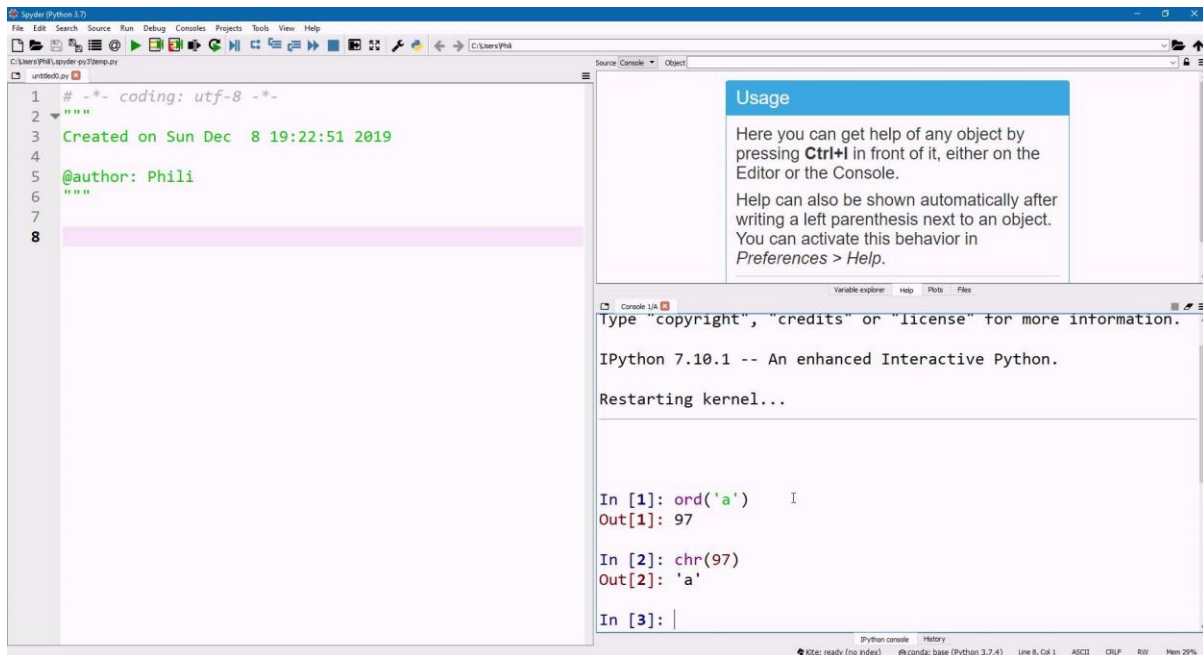 Spyder (Python 3.7)
File Edit Search Source Run Debug Consoles Projects Tools View Help
C:\Users\Phili
C:\Users\Phili\.spyder-py3\temp.py
untitled0.py
1 # -*- coding: utf-8 -*-
2 """
3 Created on Sun Dec  8 19:22:51 2019
4
5 @author: Phili
6 """
7
8
Source Console Object
Usage
Here you can get help of any object by
pressing Ctrl+I in front of it, either on the
Editor or the Console.
Help can also be shown automatically after
writing a left parenthesis next to an object.
You can activate this behavior in
Preferences > Help.
Variable explorer Help Plots Files
Console 1/A
Type "copyright", "credits" or "license" for more information.
IPython 7.10.1 -- An enhanced Interactive Python.
Restarting kernel...
In [1]: ord('a')
Out[1]: 97
In [2]: chr(97)
Out[2]: 'a'
In [3]:
IPython console History
Kite: ready (no index) conda: base (Python 3.7.4) Line 8, Col 1 ASCII CRLF RW Mem 29%